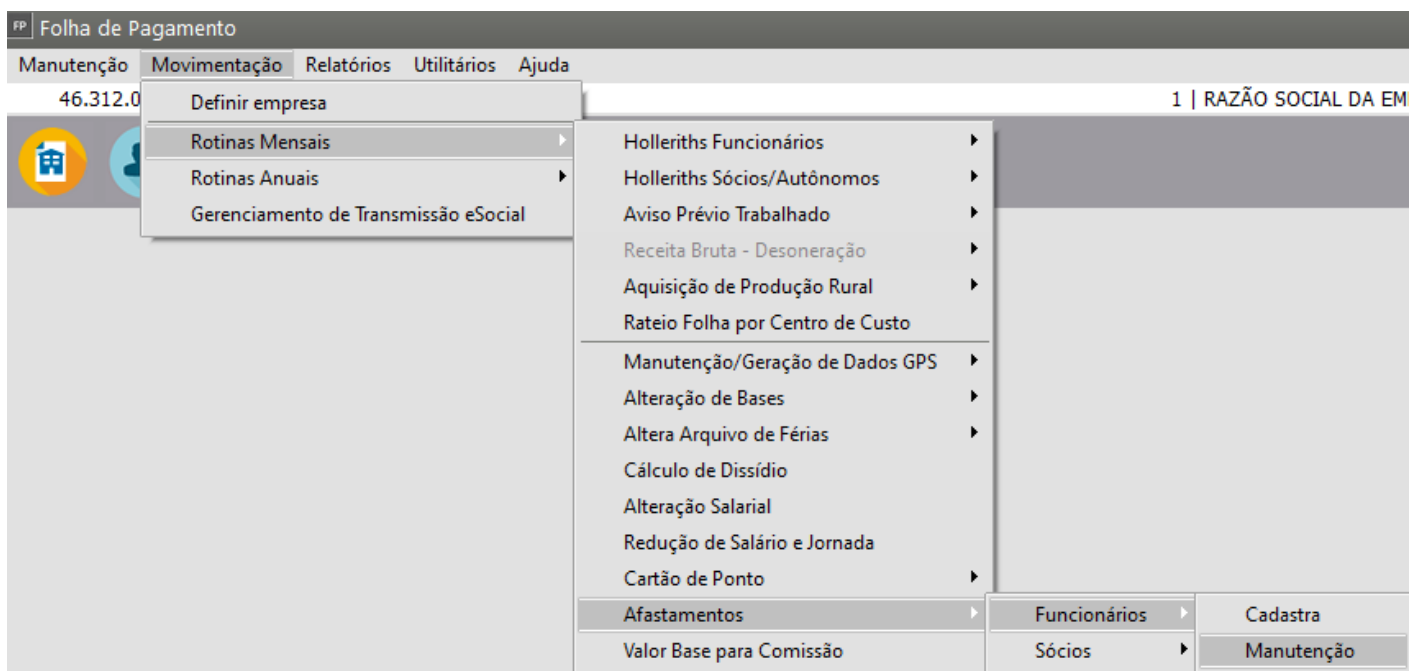 FP Folha de Pagamento
Manutenção Movimentação Relatórios Utilitários Ajuda
46.312.0 1 | RAZÃO SOCIAL DA EM
Definir empresa
Rotinas Mensais
Rotinas Anuais
Gerenciamento de Transmissão eSocial
Holleriths Funcionários
Holleriths Sócios/Autônomos
Aviso Prévio Trabalhado
Receita Bruta - Desoneração
Aquisição de Produção Rural
Rateio Folha por Centro de Custo
Manutenção/Geração de Dados GPS
Alteração de Bases
Altera Arquivo de Férias
Cálculo de Dissídio
Alteração Salarial
Redução de Salário e Jornada
Cartão de Ponto
Afastamentos
Valor Base para Comissão
Funcionários
Sócios
Cadastra
Manutenção